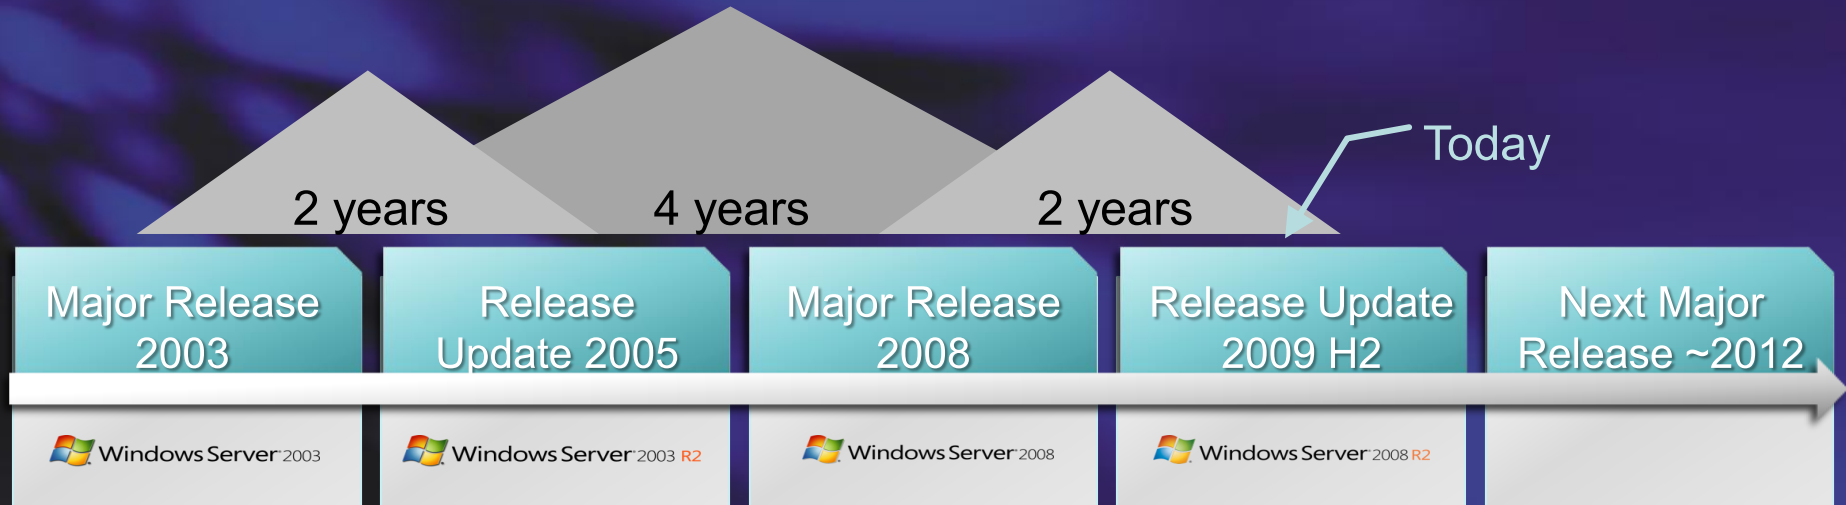 2 years
4 years
2 years
Today
Major Release
2003
Release
Update 2005
Major Release
2008
Release Update
2009 H2
Next Major
Release ~2012
Windows Server 2003
Windows Server 2003 R2
Windows Server 2008
Windows Server 2008 R2